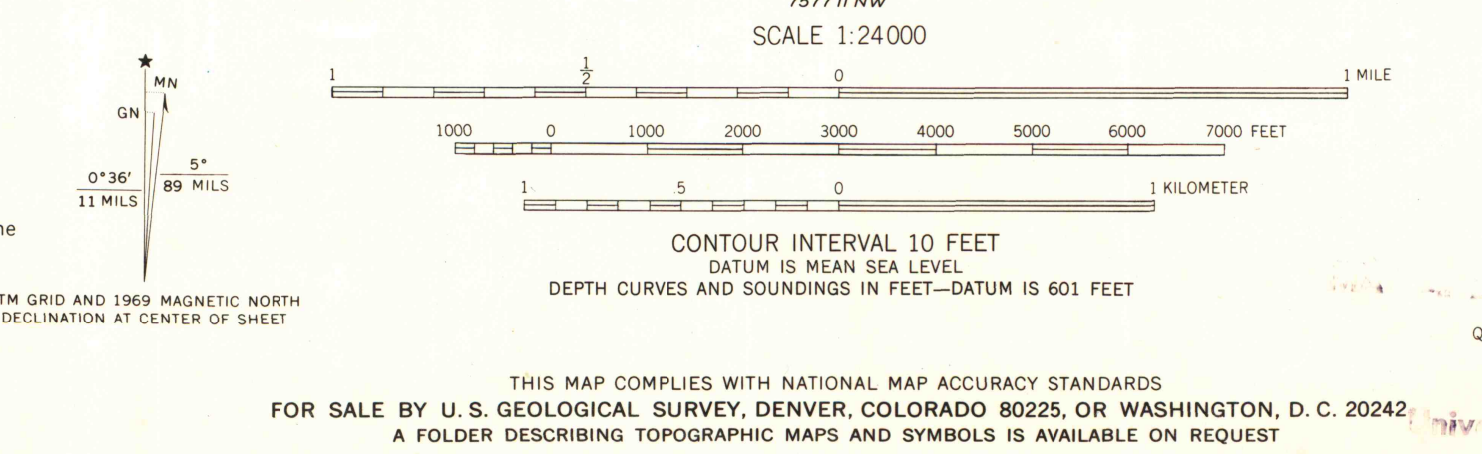 7577 II NW
SCALE 1:24000
1 1/2 0 1 MILE
1000 0 1000 2000 3000 4000 5000 6000 7000 FEET
1 .5 0 1 KILOMETER
CONTOUR INTERVAL 10 FEET
DATUM IS MEAN SEA LEVEL
DEPTH CURVES AND SOUNDINGS IN FEET—DATUM IS 601 FEET
★
MN
GN
5°
89 MILS
0°36′
11 MILS
TM GRID AND 1969 MAGNETIC NORTH
DECLINATION AT CENTER OF SHEET
THIS MAP COMPLIES WITH NATIONAL MAP ACCURACY STANDARDS
FOR SALE BY U. S. GEOLOGICAL SURVEY, DENVER, COLORADO 80225, OR WASHINGTON, D. C. 20242
A FOLDER DESCRIBING TOPOGRAPHIC MAPS AND SYMBOLS IS AVAILABLE ON REQUEST